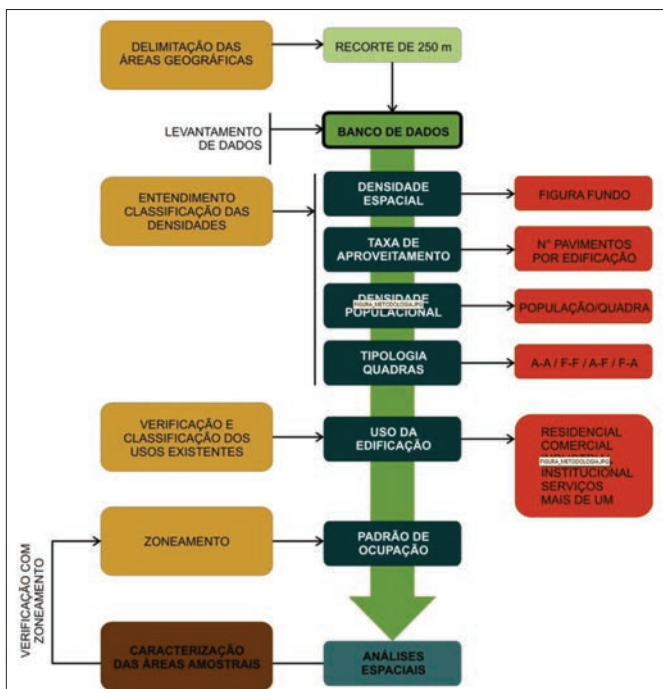 DELIMITAÇÃO DAS
ÁREAS GEOGRÁFICAS
RECORTE DE 250 m
LEVANTAMENTO
DE DADOS
BANCO DE DADOS
ENTENDIMENTO
CLASSIFICAÇÃO DAS
DENSIDADES
DENSIDADE
ESPACIAL
FIGURA FUNDO
TAXA DE
APROVEITAMENTO
N° PAVIMENTOS
POR EDIFICAÇÃO
DENSIDADE
FIGURA_METODOLOGIA.JPG
POPULACIONAL
POPULAÇÃO/QUADRA
TIPOLOGIA
QUADRAS
A-A / F-F / A-F / F-A
VERIFICAÇÃO E
CLASSIFICAÇÃO DOS
USOS EXISTENTES
USO DA
EDIFICAÇÃO
RESIDENCIAL
COMERCIAL
FIGURA_METODOLOGIA.JPG
INSTITUCIONAL
SERVIÇOS
MAIS DE UM
ZONEAMENTO
PADRÃO DE
OCUPAÇÃO
VERIFICAÇÃO COM
ZONEAMENTO
CARACTERIZAÇÃO
DAS ÁREAS AMOSTRAIS
ANÁLISES
ESPACIAIS